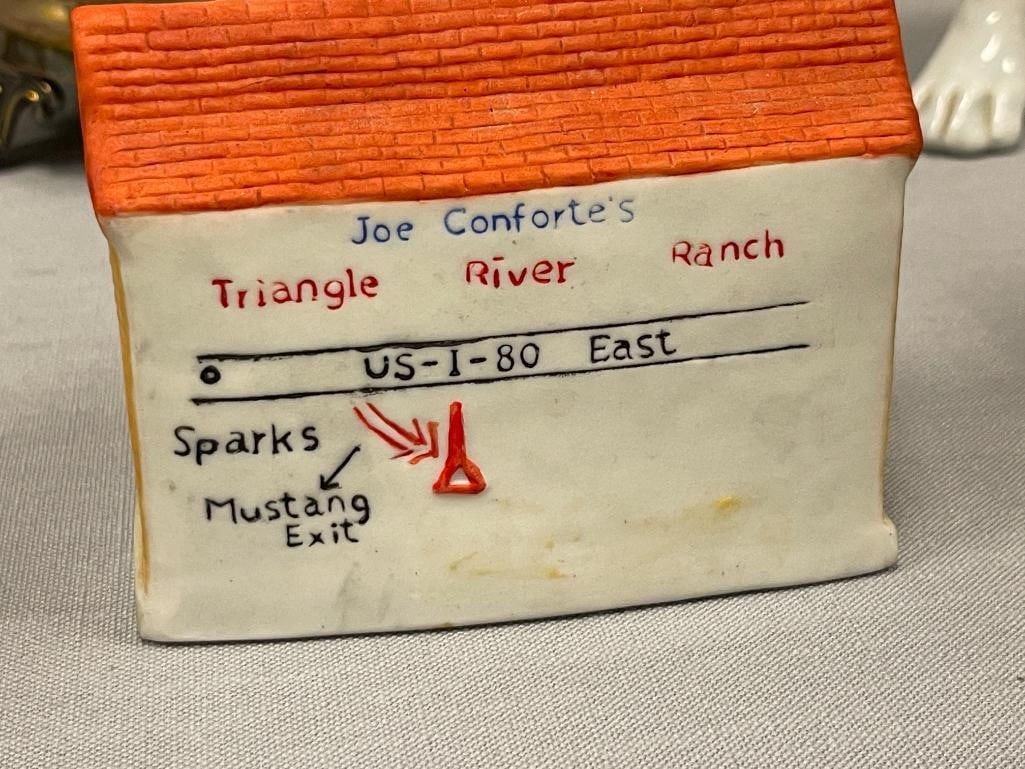 Joe Conforte's
Triangle River Ranch
US-I-80 East
Sparks
Mustang
Exit